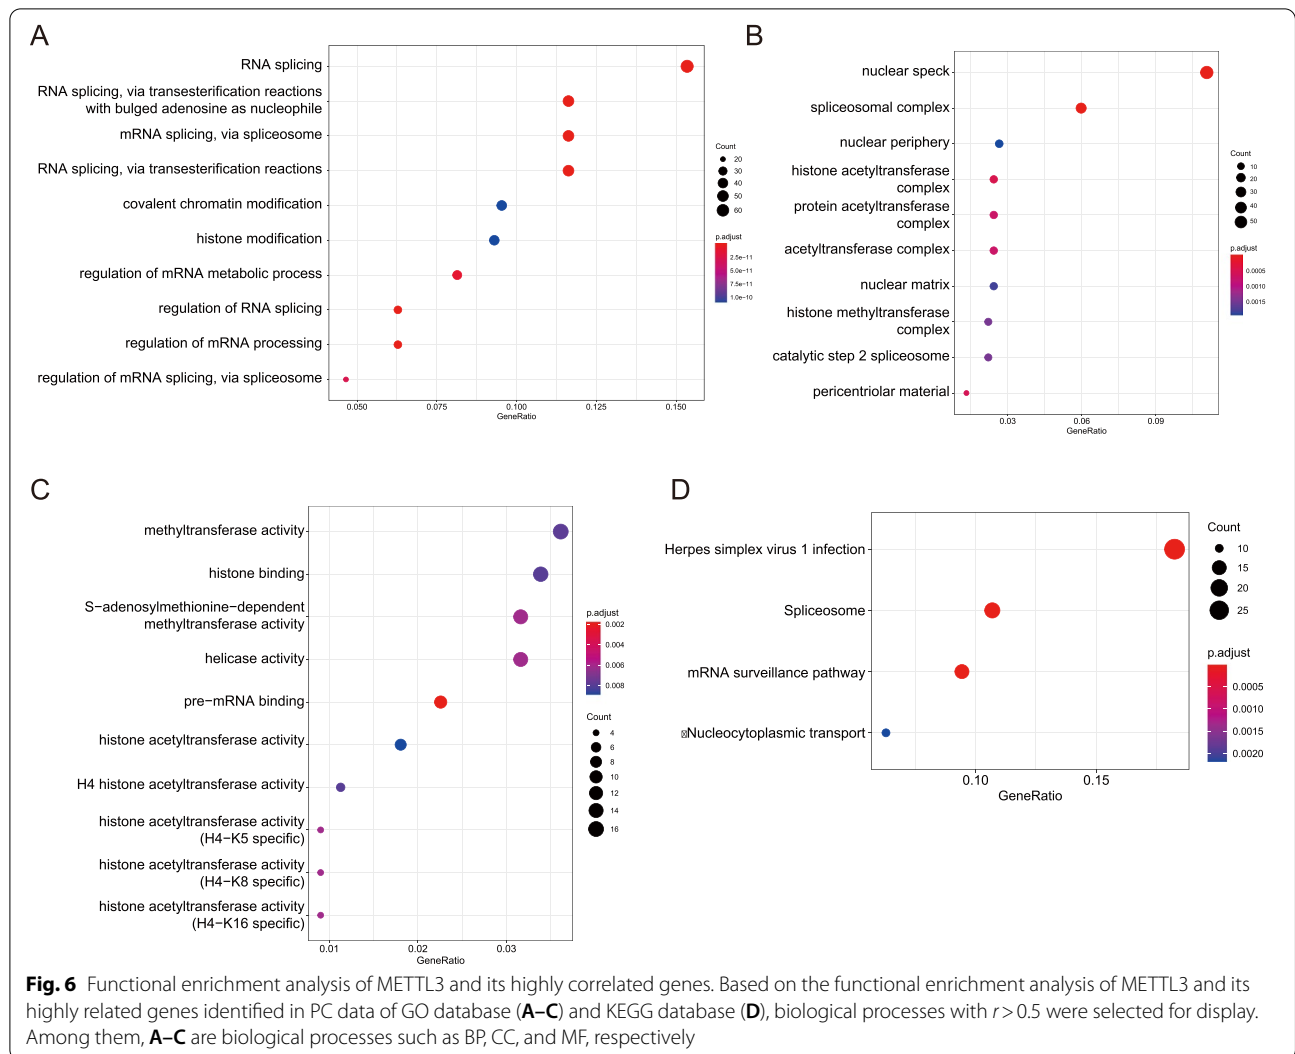 A
RNA splicing
RNA splicing, via transesterification reactions
with bulged adenosine as nucleophile
mRNA splicing, via spliceosome
RNA splicing, via transesterification reactions
covalent chromatin modification
histone modification
regulation of mRNA metabolic process
regulation of RNA splicing
regulation of mRNA processing
regulation of mRNA splicing, via spliceosome
0.050 0.075 0.100 0.125 0.150
GeneRatio
Count
20
30
40
50
60
p.adjust
2.5e−11
5.0e−11
7.5e−11
1.0e−10
B
nuclear speck
spliceosomal complex
nuclear periphery
histone acetyltransferase
complex
protein acetyltransferase
complex
acetyltransferase complex
nuclear matrix
histone methyltransferase
complex
catalytic step 2 spliceosome
pericentriolar material
0.03 0.06 0.09
GeneRatio
Count
10
20
30
40
50
p.adjust
0.0005
0.0010
0.0015
C
methyltransferase activity
histone binding
S−adenosylmethionine−dependent
methyltransferase activity
helicase activity
pre−mRNA binding
histone acetyltransferase activity
H4 histone acetyltransferase activity
histone acetyltransferase activity
(H4−K5 specific)
histone acetyltransferase activity
(H4−K8 specific)
histone acetyltransferase activity
(H4−K16 specific)
0.01 0.02 0.03
GeneRatio
p.adjust
0.002
0.004
0.006
0.008
Count
4
6
8
10
12
14
16
D
Herpes simplex virus 1 infection
Spliceosome
mRNA surveillance pathway
Nucleocytoplasmic transport
0.10 0.15
GeneRatio
Count
10
15
20
25
p.adjust
0.0005
0.0010
0.0015
0.0020
Fig. 6 Functional enrichment analysis of METTL3 and its highly correlated genes. Based on the functional enrichment analysis of METTL3 and its
highly related genes identified in PC data of GO database (A–C) and KEGG database (D), biological processes with r > 0.5 were selected for display.
Among them, A–C are biological processes such as BP, CC, and MF, respectively